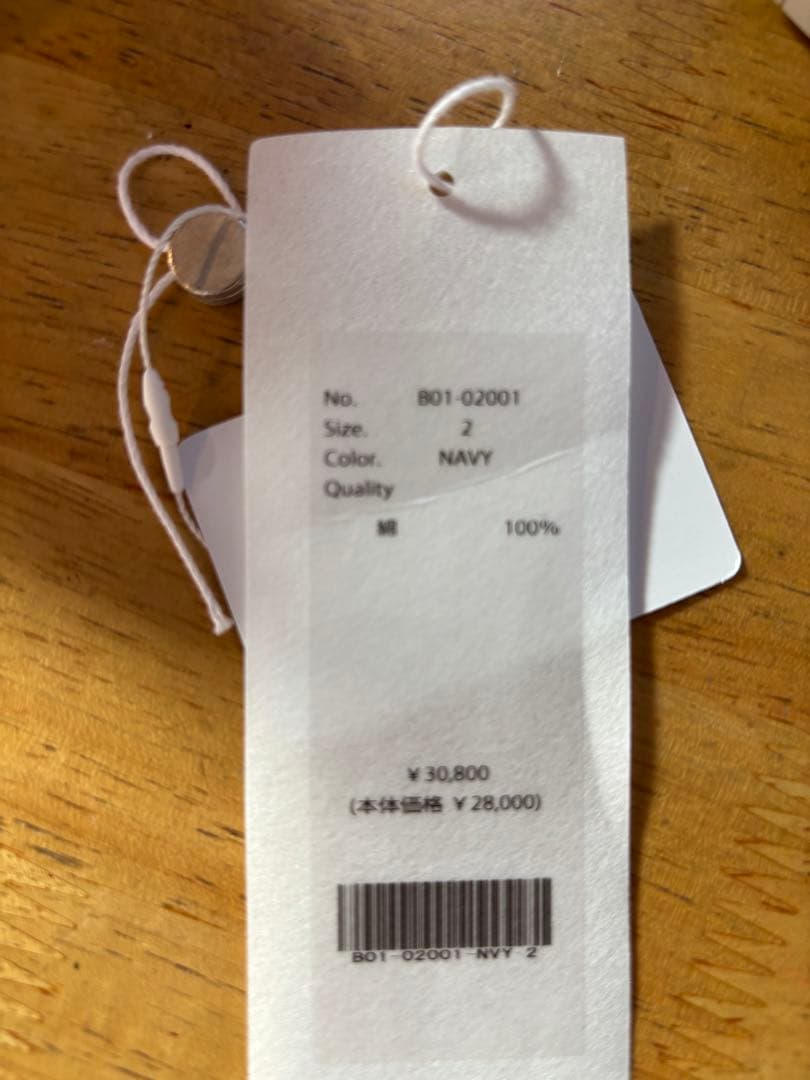 No. B01-02001
Size. 2
Color. NAVY
Quality
綿 100%
¥30,800
(本体価格 ¥28,000)
B01-02001-NVY-2